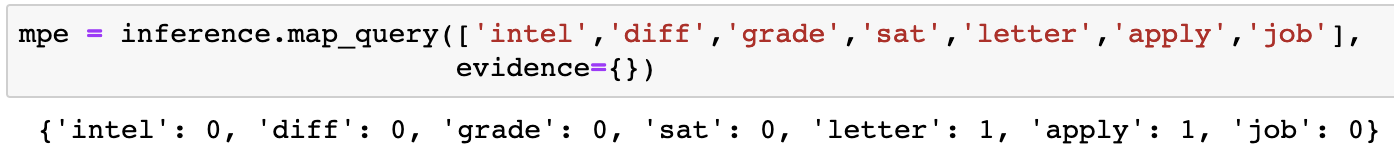 mpe = inference.map_query(['intel','diff','grade','sat','letter','apply','job'],
evidence={})
{'intel': 0, 'diff': 0, 'grade': 0, 'sat': 0, 'letter': 1, 'apply': 1, 'job': 0}